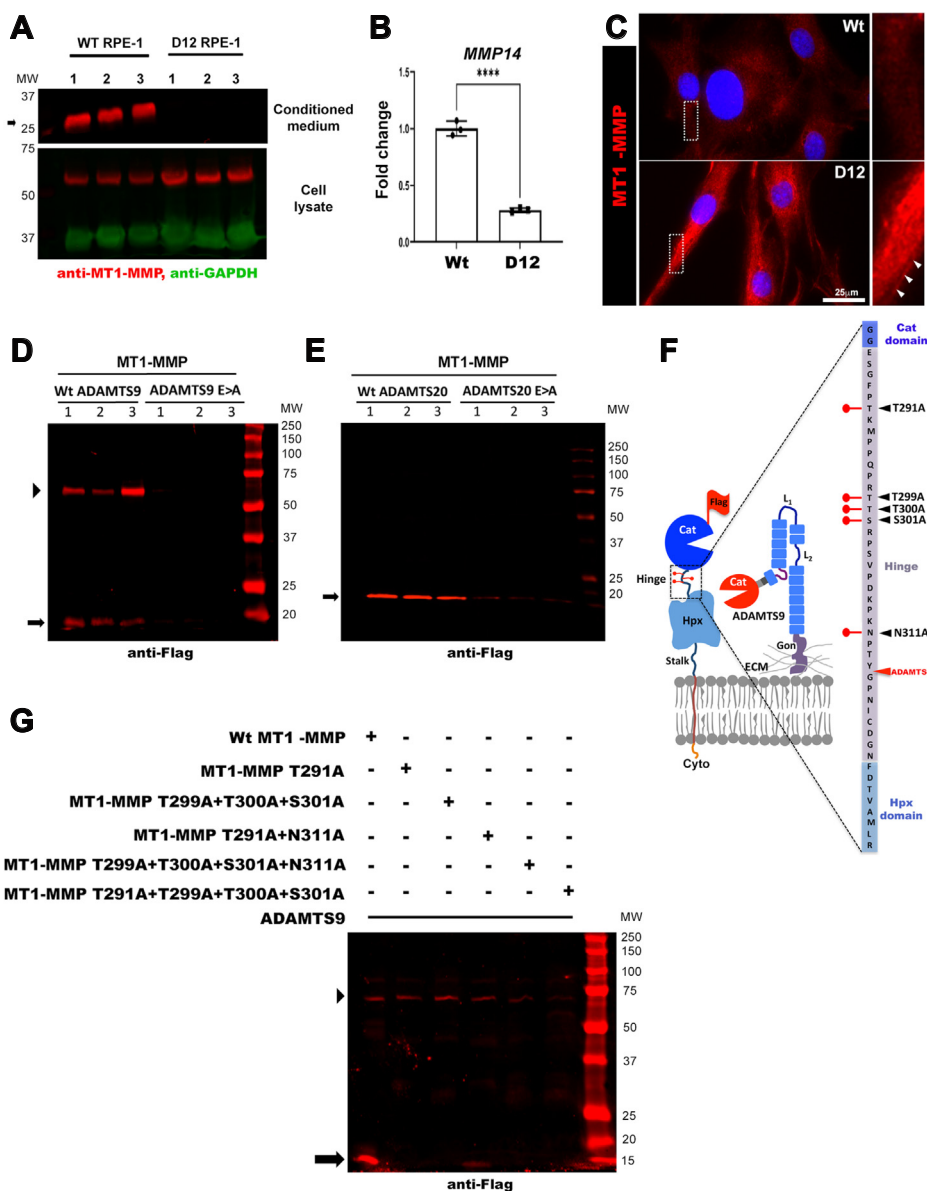 A
WT RPE-1 D12 RPE-1
MW 1 2 3 1 2 3
37
25
Conditioned
medium
75
50
37
Cell
lysate
anti-MT1-MMP, anti-GAPDH
B
MMP14
****
Fold change
1.5
1.0
0.5
0.0
Wt D12
C
MT1 -MMP
Wt
D12
25µm
D
MT1-MMP
Wt ADAMTS9 ADAMTS9 E>A
1 2 3 1 2 3
MW
250
150
100
75
50
37
25
20
anti-Flag
E
MT1-MMP
Wt ADAMTS20 ADAMTS20 E>A
1 2 3 1 2 3
MW
250
150
100
75
50
37
25
20
anti-Flag
F
Flag
Cat
Hinge
Hpx
Stalk
Cyto
L1
L2
Cat
ADAMTS9
Gon
ECM
G
G
E
S
G
F
P
T
K
M
P
P
Q
P
R
T
T
S
R
P
S
V
P
D
K
P
K
N
P
T
Y
G
P
N
I
C
D
G
N
F
D
T
V
A
M
L
R
Cat
domain
T291A
T299A
T300A
S301A
Hinge
N311A
ADAMTS
Hpx
domain
G
Wt MT1 -MMP + - - - - -
MT1-MMP T291A - + - - - -
MT1-MMP T299A+T300A+S301A - - + - - -
MT1-MMP T291A+N311A - - - + - -
MT1-MMP T299A+T300A+S301A+N311A - - - - + -
MT1-MMP T291A+T299A+T300A+S301A - - - - - +
ADAMTS9
MW
250
150
100
75
50
37
25
20
15
anti-Flag